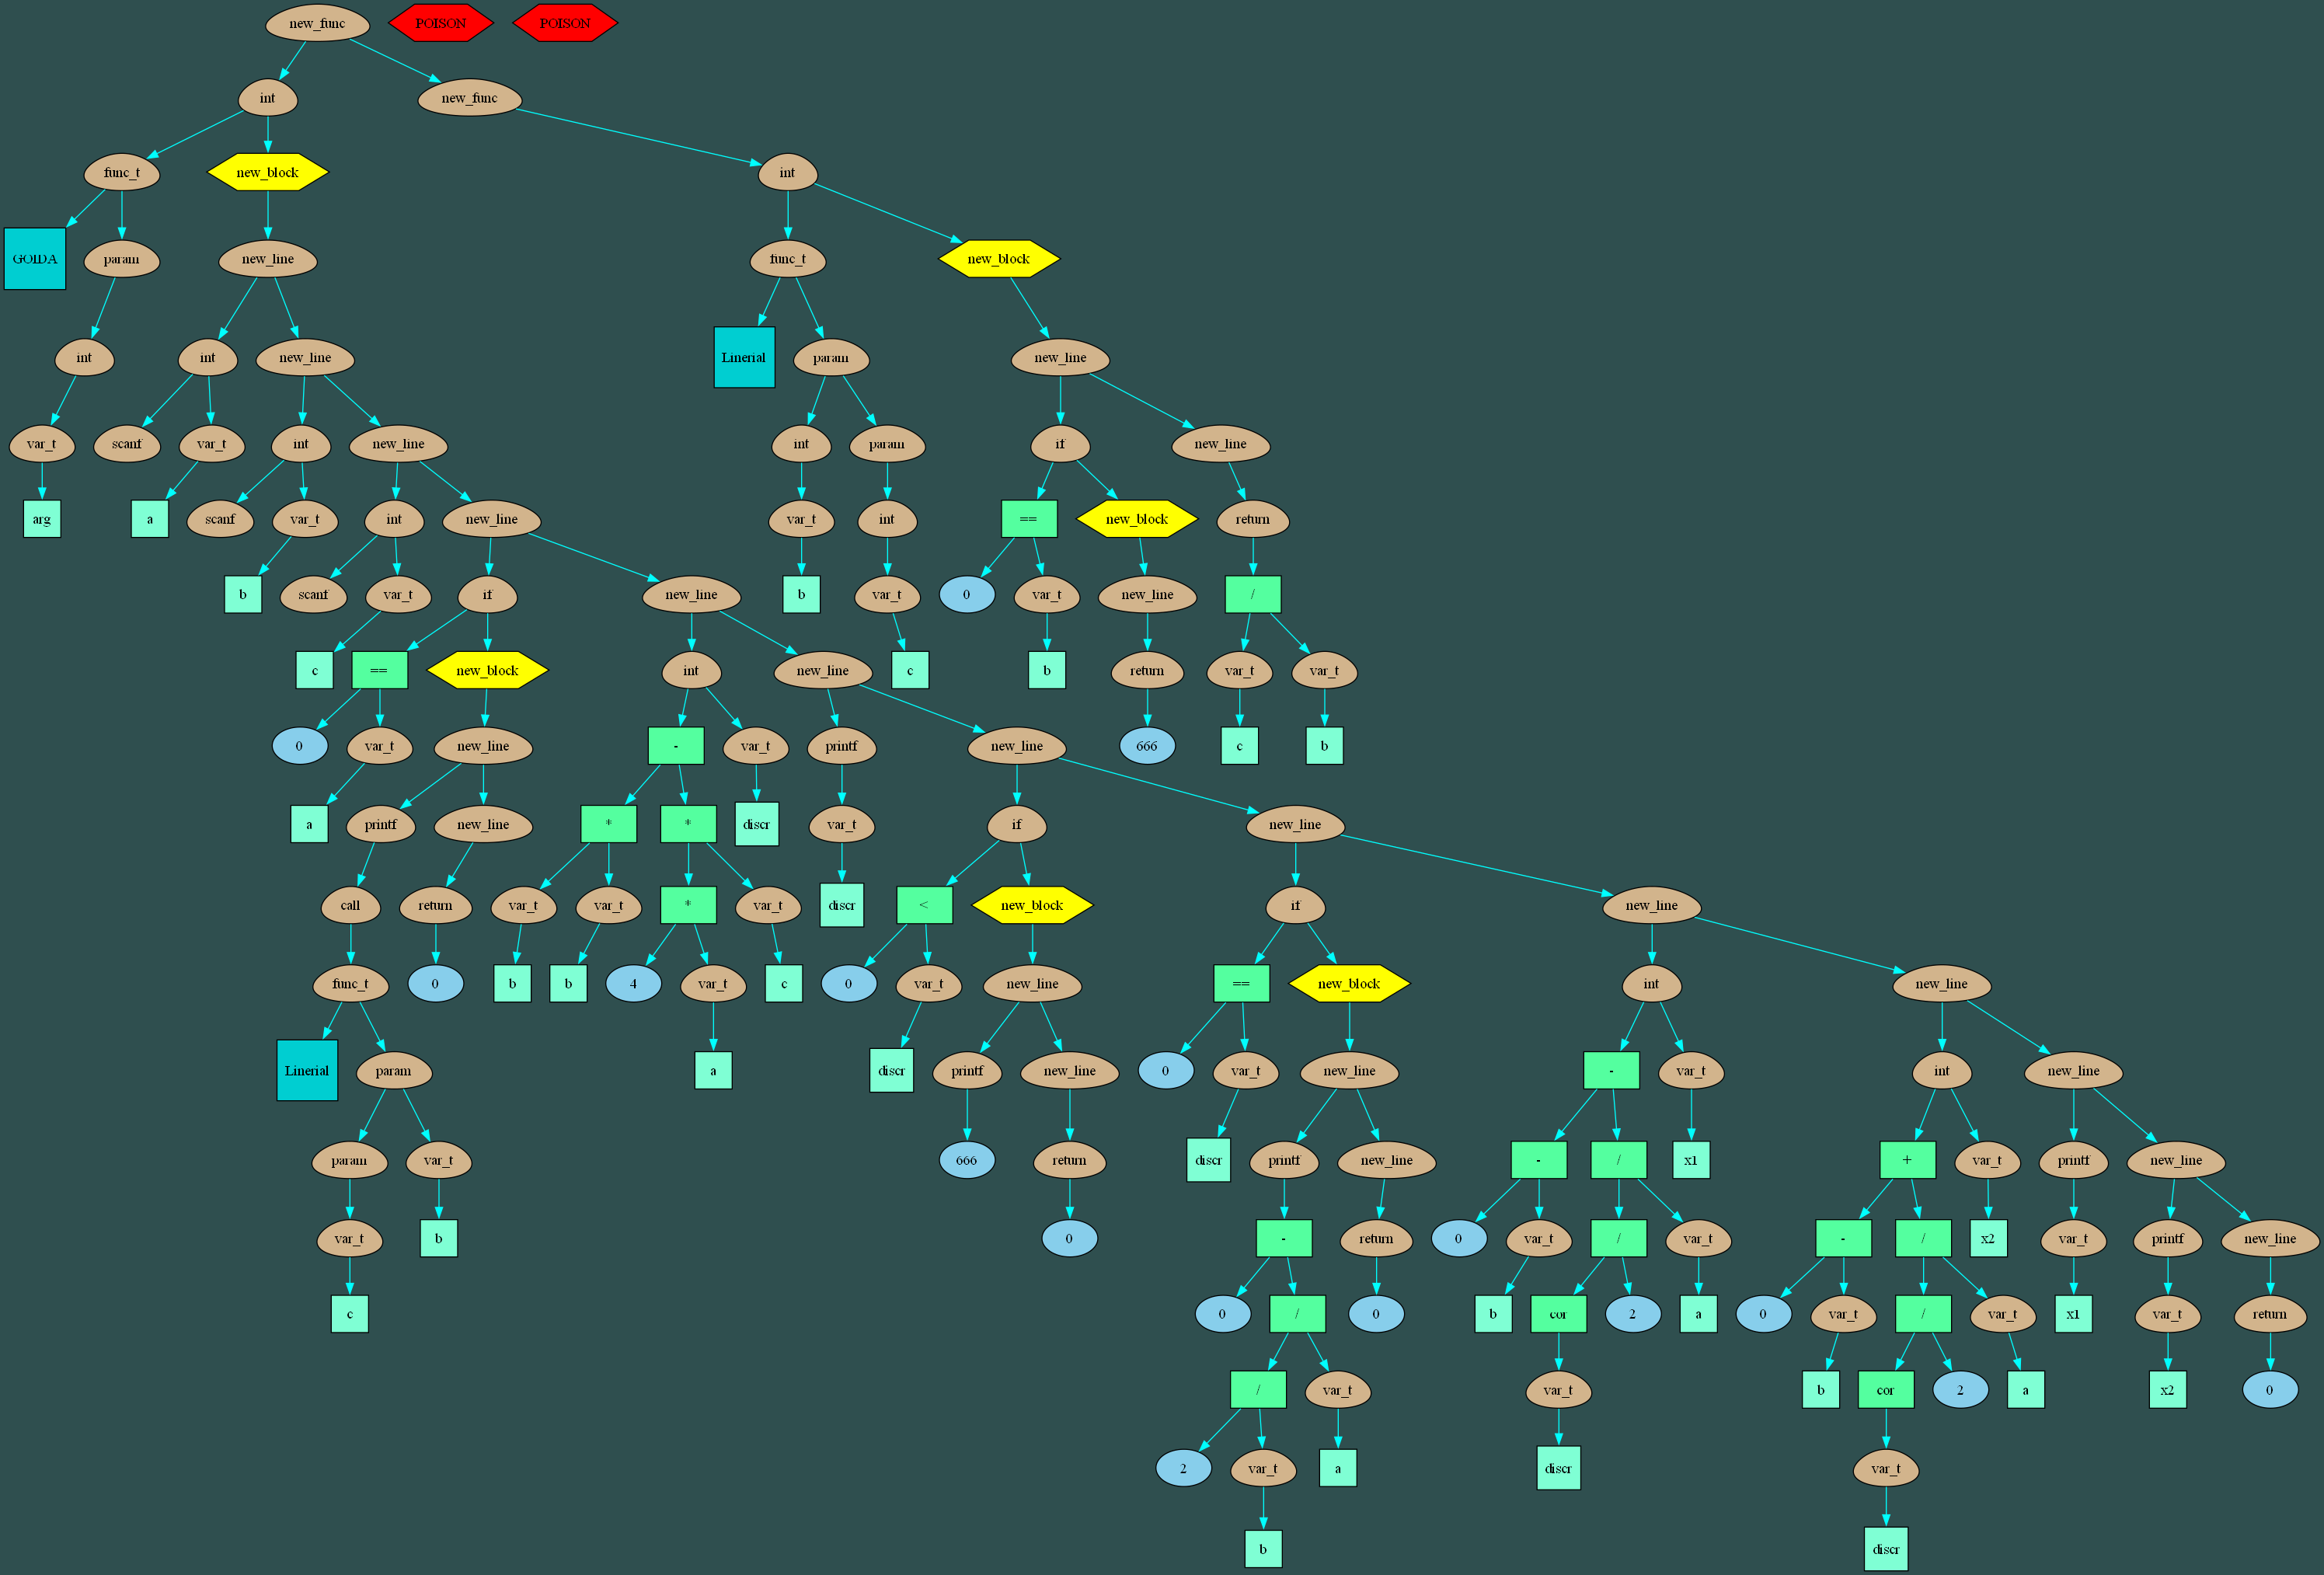 new_func POISON POISON
int new_func
func_t new_block int
GOIDA param new_line func_t new_block
int int new_line Linerial param new_line
var_t scanf var_t int new_line int param if new_line
arg a scanf var_t int new_line var_t int == new_block return
b scanf var_t if new_line b var_t 0 var_t new_line /
c == new_block int new_line c b return var_t var_t
0 var_t new_line - var_t printf new_line 666 c b
a printf new_line * * discr var_t if new_line
call return var_t var_t * var_t discr < new_block if new_line
func_t 0 b b 4 var_t c 0 var_t new_line == new_block int new_line
Linerial param a discr printf new_line 0 var_t new_line - var_t int new_line
param var_t 666 return discr printf new_line - / x1 + var_t printf new_line
var_t b 0 - return 0 var_t / var_t - / x2 var_t printf new_line
c 0 / 0 b cor 2 a 0 var_t / var_t x1 var_t return
/ var_t var_t b cor 2 a x2 0
2 var_t a discr var_t
b discr